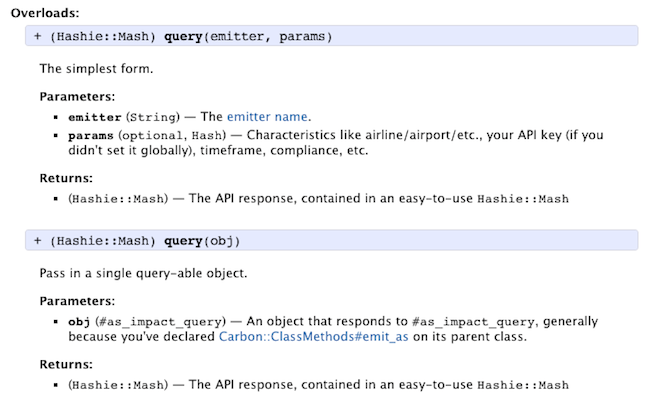 Overloads:
+ (Hashie::Mash) query(emitter, params)
The simplest form.
Parameters:
▪ emitter (String) — The emitter name.
▪ params (optional, Hash) — Characteristics like airline/airport/etc., your API key (if you
didn't set it globally), timeframe, compliance, etc.
Returns:
▪ (Hashie::Mash) — The API response, contained in an easy-to-use Hashie::Mash
+ (Hashie::Mash) query(obj)
Pass in a single query-able object.
Parameters:
▪ obj (#as_impact_query) — An object that responds to #as_impact_query, generally
because you've declared Carbon::ClassMethods#emit_as on its parent class.
Returns:
▪ (Hashie::Mash) — The API response, contained in an easy-to-use Hashie::Mash